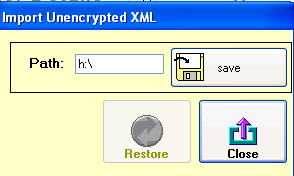 Import Unencrypted XML
Path: h:\ save
Restore Close